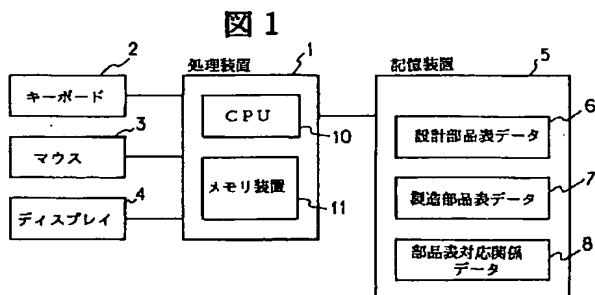 図1
2
キーボード
3
マウス
4
ディスプレイ
処理装置
1
CPU
10
メモリ装置
11
記憶装置
5
設計部品表データ
6
製造部品表データ
7
部品表対応関係
データ
8